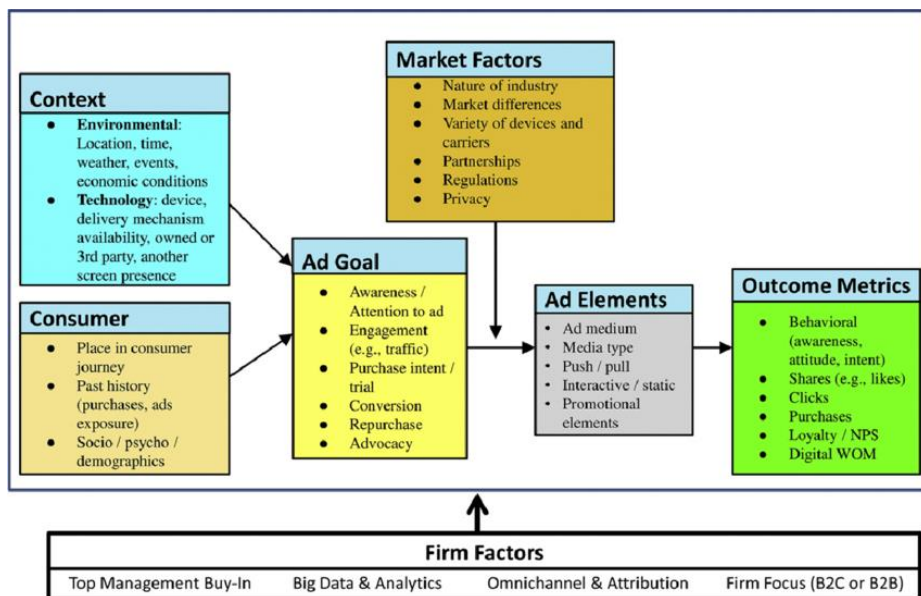 Context
Environmental:
Location, time,
weather, events,
economic conditions
Technology: device,
delivery mechanism
availability, owned or
3rd party, another
screen presence
Consumer
Place in consumer
journey
Past history
(purchases, ads
exposure)
Socio / psycho /
demographics
Market Factors
Nature of industry
Market differences
Variety of devices and
carriers
Partnerships
Regulations
Privacy
Ad Goal
Awareness /
Attention to ad
Engagement
(e.g., traffic)
Purchase intent /
trial
Conversion
Repurchase
Advocacy
Ad Elements
Ad medium
Media type
Push / pull
Interactive / static
Promotional
elements
Outcome Metrics
Behavioral
(awareness,
attitude, intent)
Shares (e.g., likes)
Clicks
Purchases
Loyalty / NPS
Digital WOM
Firm Factors
Top Management Buy-In Big Data & Analytics Omnichannel & Attribution Firm Focus (B2C or B2B)